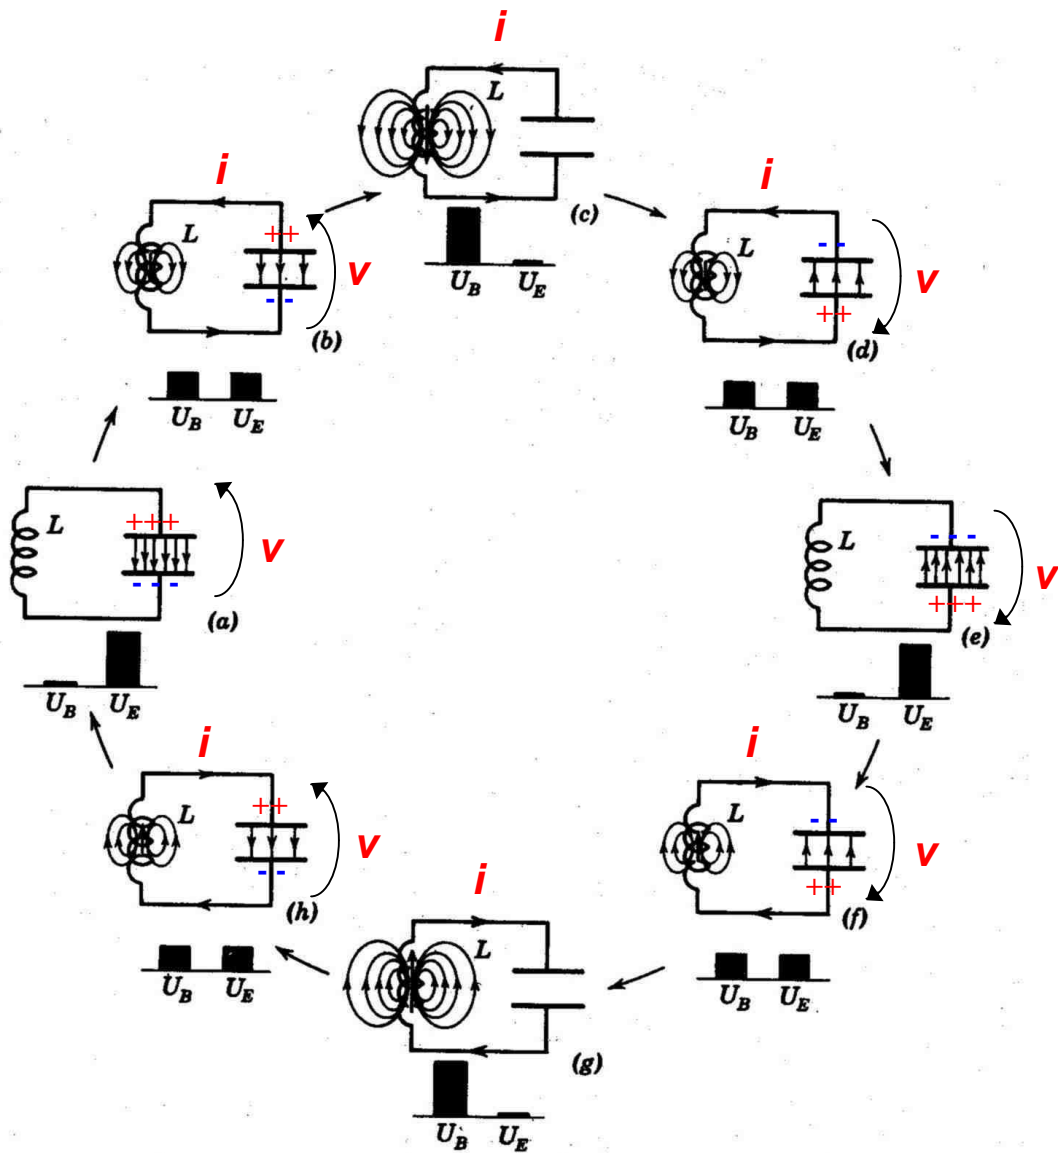 i
L
(c)
U_B U_E
i
L
++
- -
v
(b)
U_B U_E
i
L
- -
++
v
(d)
U_B U_E
L
+++
- - -
v
(a)
U_B U_E
L
- - -
+++
v
(e)
U_B U_E
i
L
++
- -
v
(h)
U_B U_E
i
L
- -
++
v
(f)
U_B U_E
i
L
(g)
U_B U_E